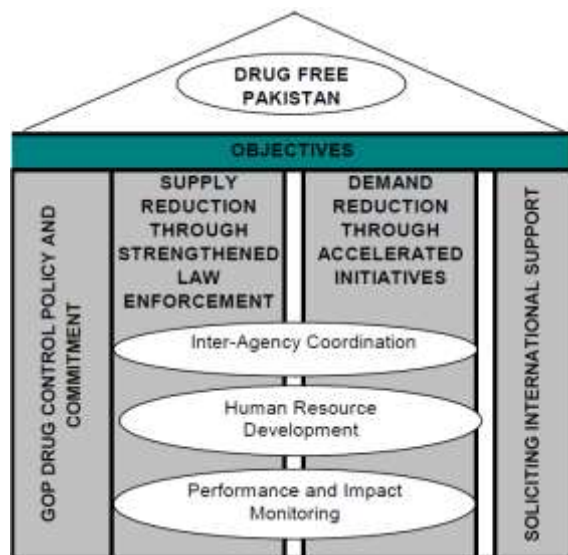 DRUG FREE
PAKISTAN
OBJECTIVES
GOP DRUG CONTROL POLICY AND
COMMITMENT
SUPPLY
REDUCTION
THROUGH
STRENGTHENED
LAW
ENFORCEMENT
DEMAND
REDUCTION
THROUGH
ACCELERATED
INITIATIVES
SOLICITING INTERNATIONAL SUPPORT
Inter-Agency Coordination
Human Resource
Development
Performance and Impact
Monitoring